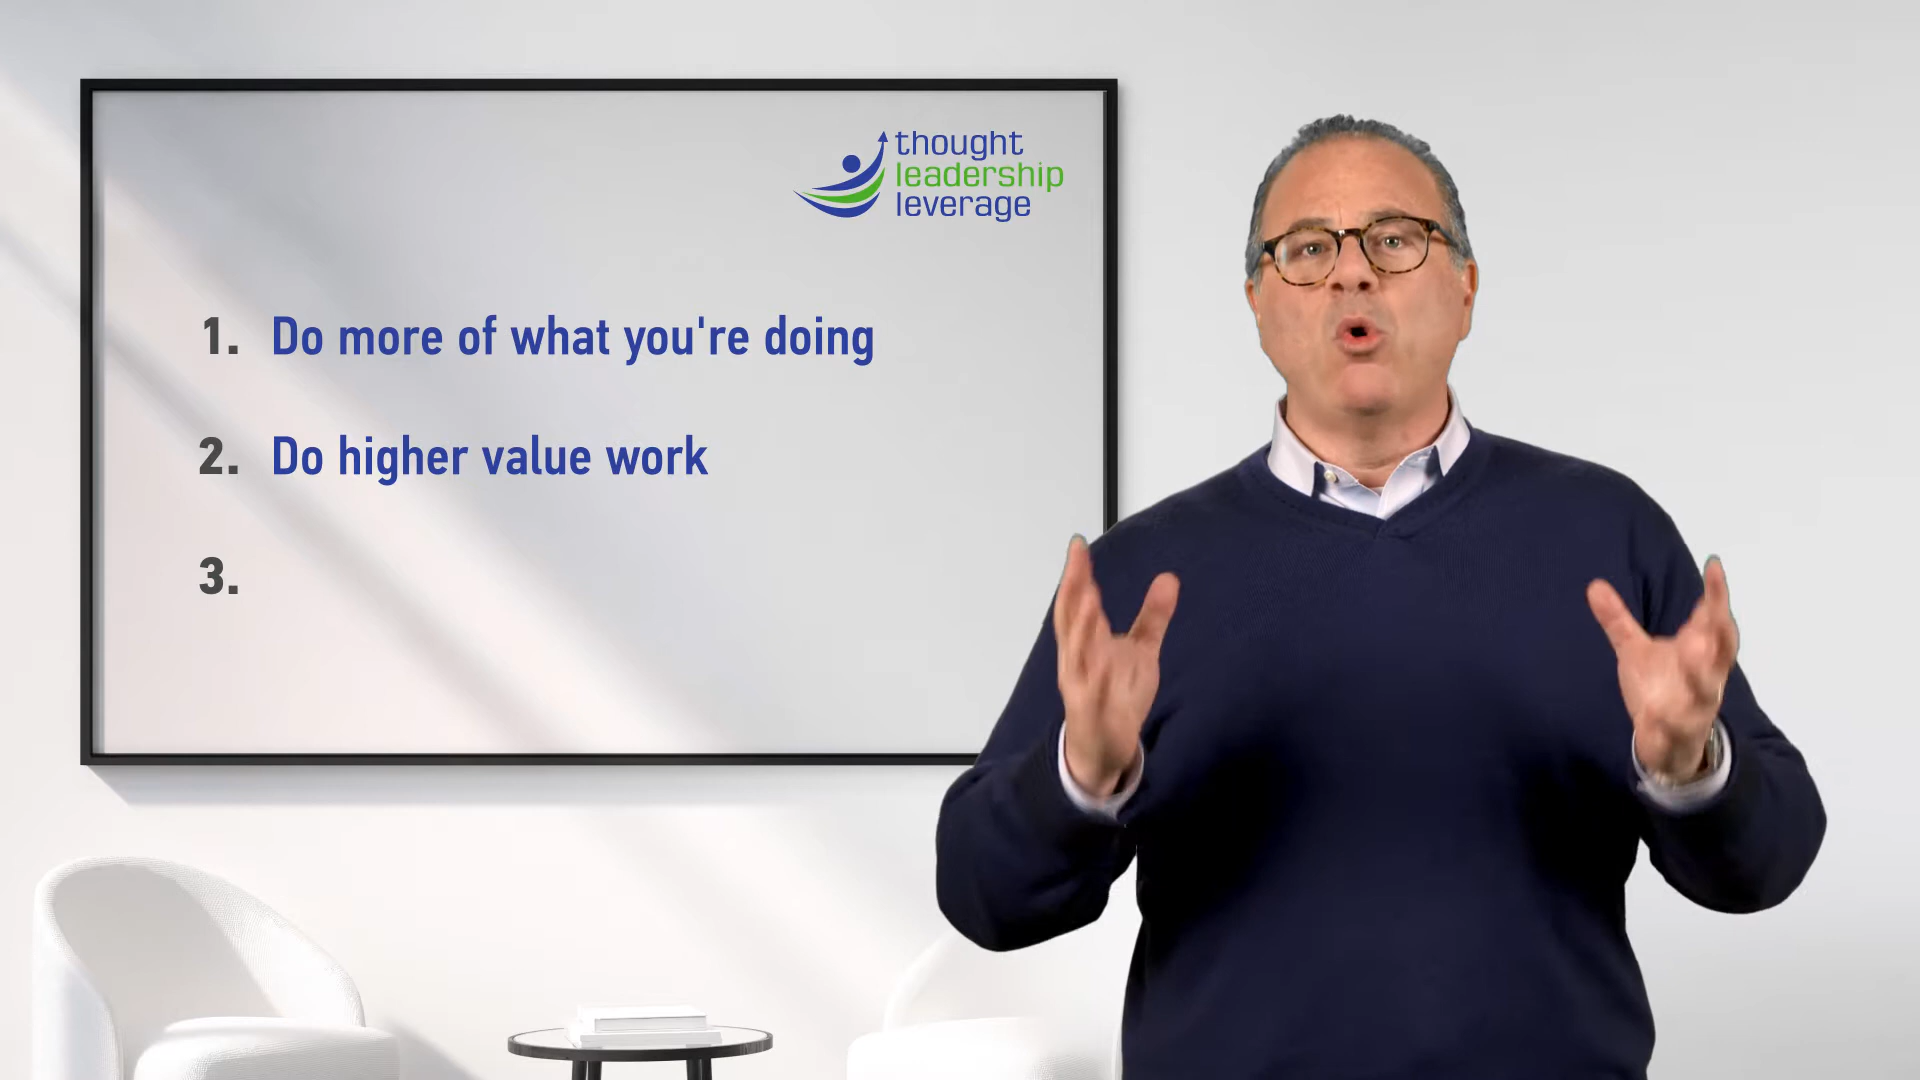 thought
leadership
leverage
1. Do more of what you're doing
2. Do higher value work
3.